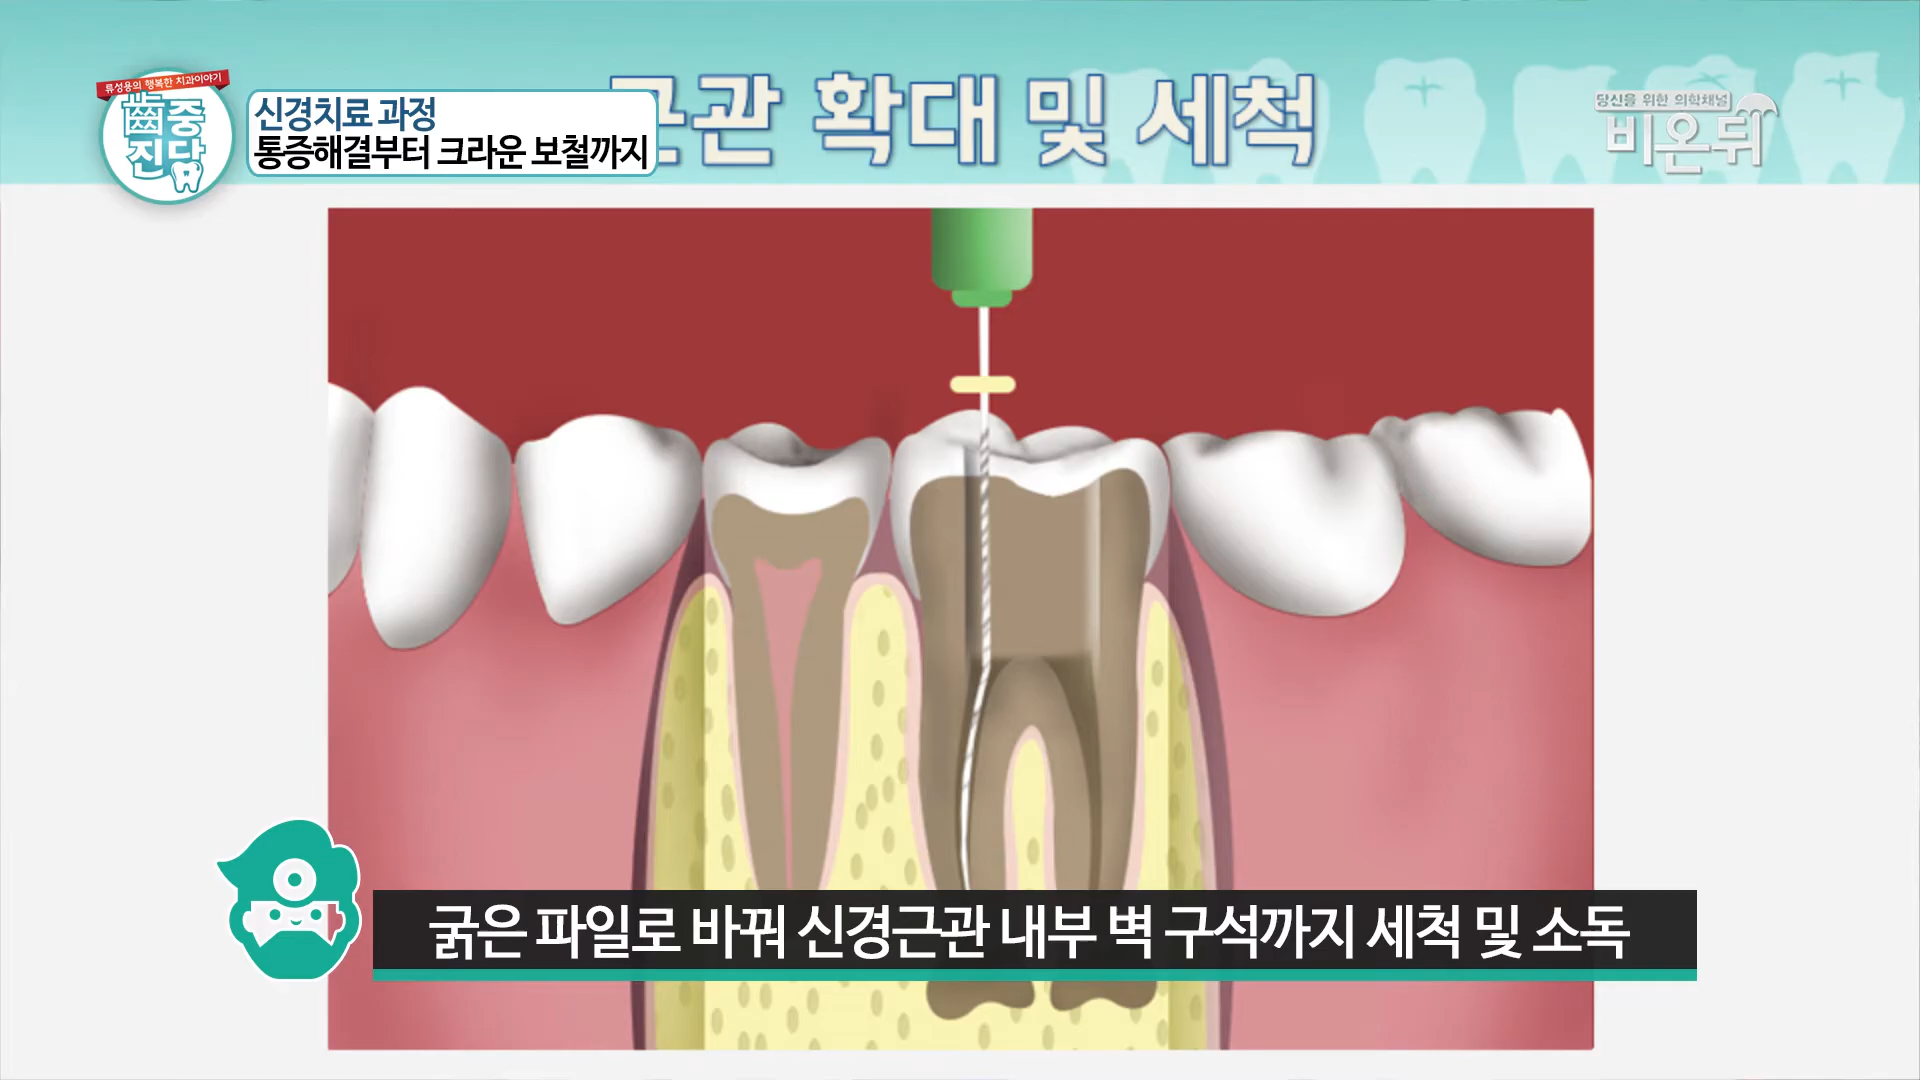 류성용의 행복한 치과이야기
齒중
진담
신경치료 과정
통증해결부터 크라운 보철까지
근관 확대 및 세척
당신을 위한 의학채널
비온뒤
굵은 파일로 바꿔 신경근관 내부 벽 구석까지 세척 및 소독